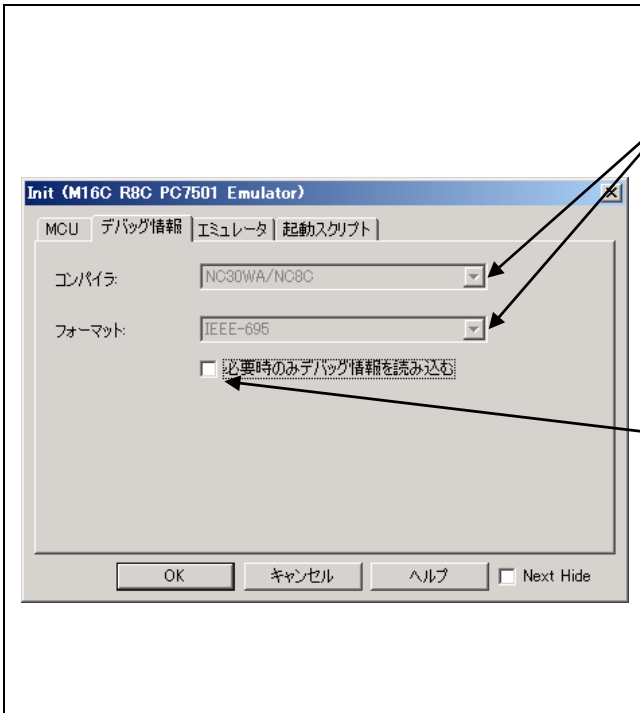 Init (M16C R8C PC7501 Emulator)
MCU デバッグ情報 エミュレータ 起動スクリプト
コンパイラ: NC30WA/NC8C
フォーマット: IEEE-695
必要時のみデバッグ情報を読み込む
OK キャンセル ヘルプ Next Hide